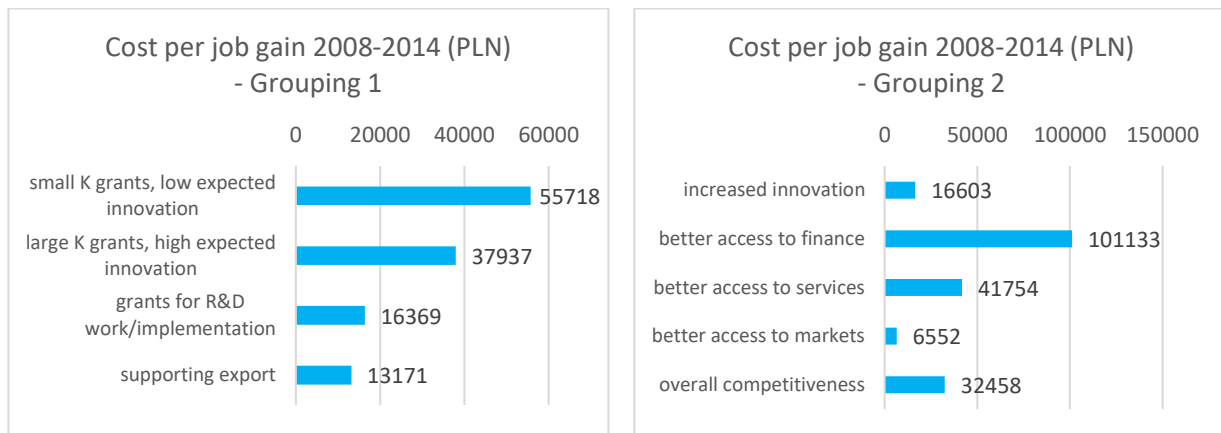 Cost per job gain 2008-2014 (PLN)
- Grouping 1
0 20000 40000 60000
small K grants, low expected
innovation
55718
large K grants, high expected
innovation
37937
grants for R&D
work/implementation
16369
supporting export
13171
Cost per job gain 2008-2014 (PLN)
- Grouping 2
0 50000 100000 150000
increased innovation 16603
better access to finance 101133
better access to services 41754
better access to markets 6552
overall competitiveness 32458